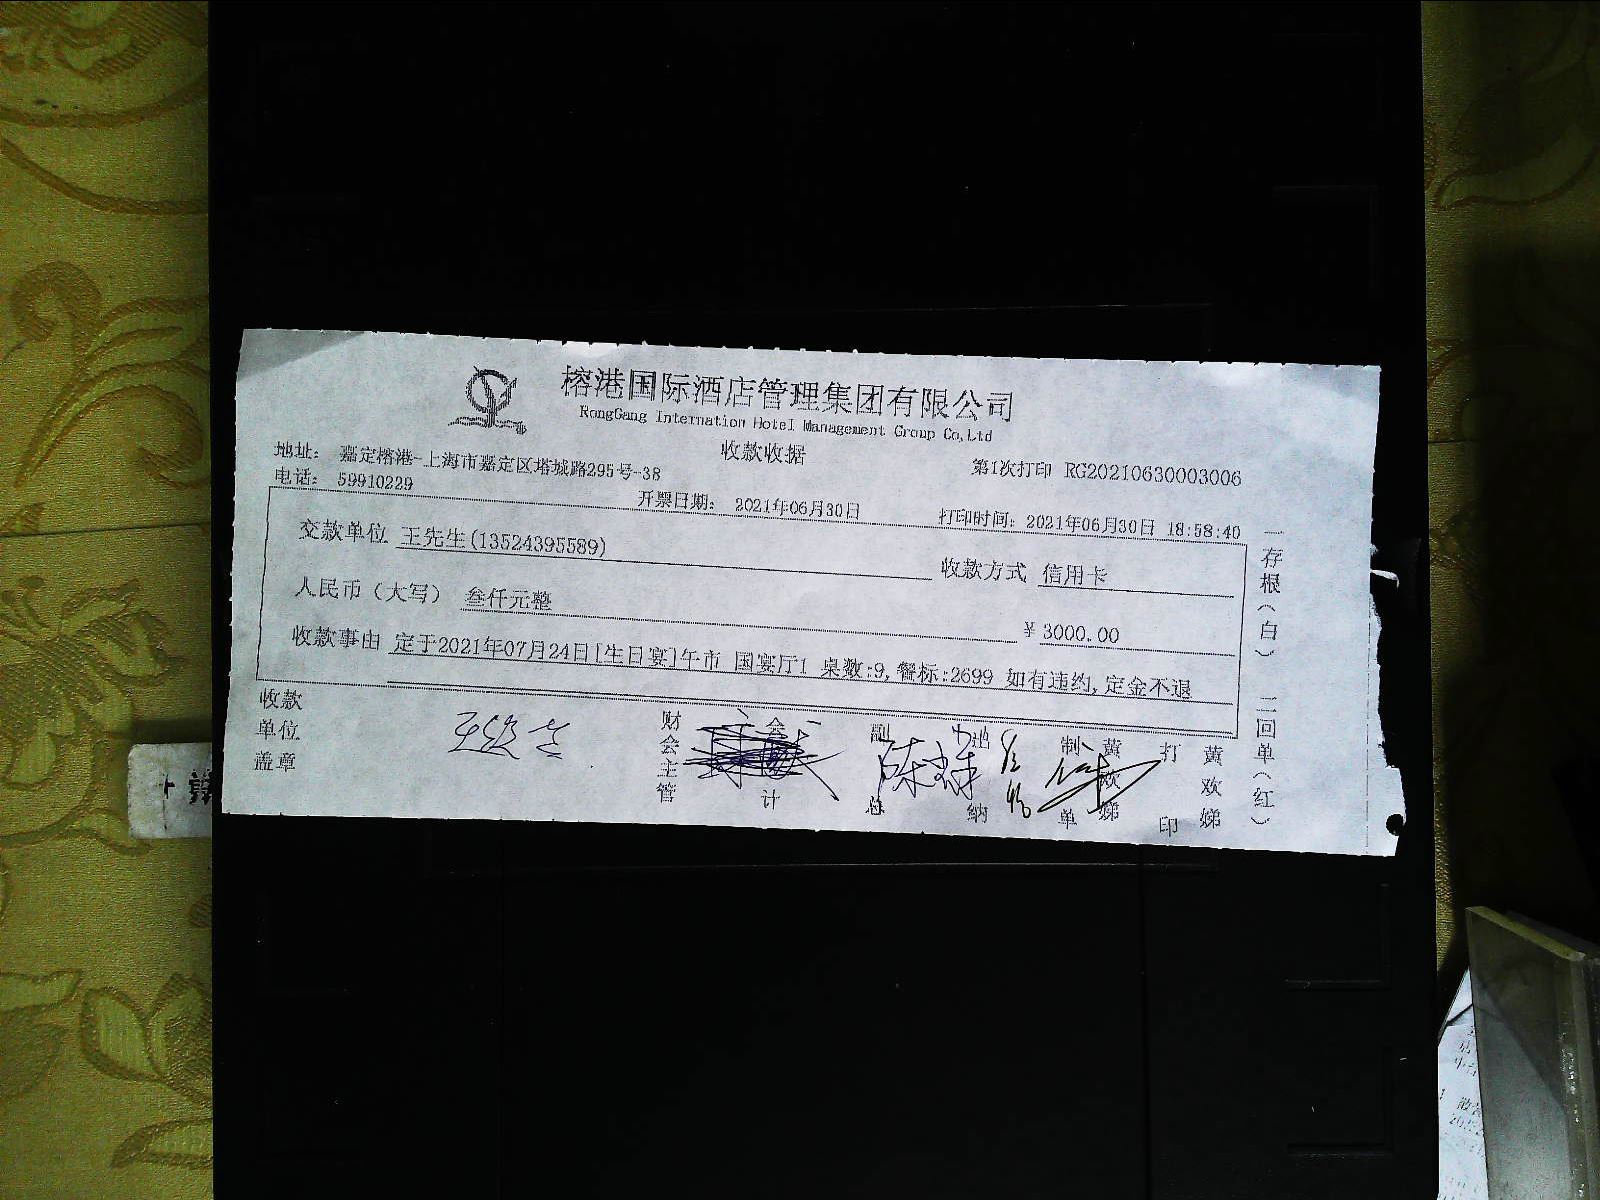 榕港国际酒店管理集团有限公司
RongGang Internation Hotel Management Group Co,Ltd
收款收据
地址： 嘉定榕港-上海市嘉定区塔城路295号-38
第1次打印 RG20210630003006
电话： 59910229
开票日期： 2021年06月30日
打印时间：2021年06月30日 18:58:40
交款单位 王先生(13524395589)
收款方式 信用卡
人民币（大写） 叁仟元整
￥3000.00
收款事由 定于2021年07月24日[生日宴]午市 国宴厅1 桌数:9,餐标:2699 如有违约,定金不退
收款单位盖章
财会主管
会计
副总
出纳
制单 黄欢娣
打印 黄欢娣
一存根（白） 二回单（红）